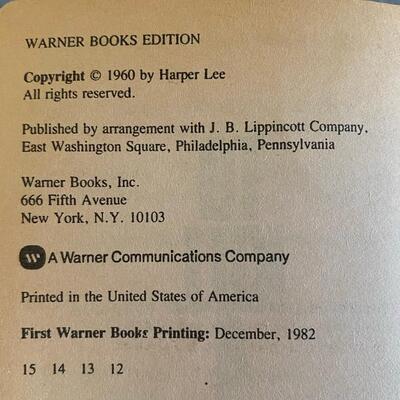 WARNER BOOKS EDITION
Copyright © 1960 by Harper Lee
All rights reserved.
Published by arrangement with J. B. Lippincott Company,
East Washington Square, Philadelphia, Pennsylvania
Warner Books, Inc.
666 Fifth Avenue
New York, N.Y. 10103
W A Warner Communications Company
Printed in the United States of America
First Warner Books Printing: December, 1982
15 14 13 12